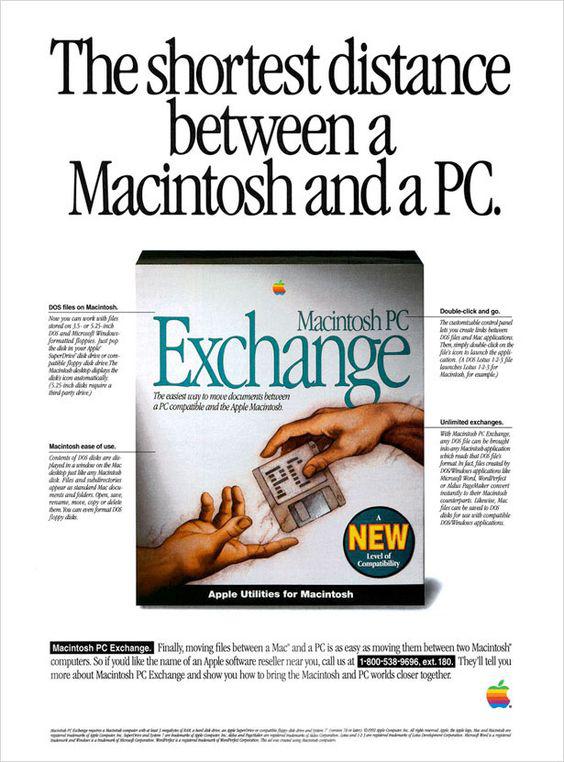 The shortest distance
between a
Macintosh and a PC.
DOS files on Macintosh.
Now you can work with files
stored on 3.5- or 5.25-inch
DOS and Microsoft Windows-
formatted floppies. Just pop
the disk in your Apple®
SuperDrive™ disk drive or com-
patible floppy disk drive. The
Macintosh desktop displays the
disk's icon automatically.
(5.25 inch disks require a
third-party drive.)
Macintosh ease of use.
Contents of DOS disks are dis-
played in a window on the Mac
desktop just like any Macintosh
disk. Files and subdirectories
appear as standard Mac docu-
ments and folders. Open, save,
rename, move, copy or delete
them. You can even format DOS
floppy disks.
Macintosh PC
Exchange
The easiest way to move documents between
a PC compatible and the Apple Macintosh.
A
NEW
Level of
Compatibility
Apple Utilities for Macintosh
Double-click and go.
The customizable control panel
lets you create links between
DOS files and Mac applications.
Then, simply double-click on the
file's icon to launch the appli-
cation. (A DOS Lotus 1-2-3 file
launches Lotus 1-2-3 for
Macintosh, for example.)
Unlimited exchanges.
With Macintosh PC Exchange,
any DOS file can be brought
into any Macintosh application
which reads that DOS file's
format. In fact, files created by
DOS/Windows applications like
Microsoft Word, WordPerfect
or Aldus PageMaker convert
instantly to their Macintosh
counterparts. Likewise, Mac
files can be saved to DOS
disks for use with compatible
DOS/Windows applications.
Macintosh PC Exchange. Finally, moving files between a Mac® and a PC is as easy as moving them between two Macintosh®
computers. So if you'd like the name of an Apple software reseller near you, call us at 1-800-538-9696, ext. 180. They'll tell you
more about Macintosh PC Exchange and show you how to bring the Macintosh and PC worlds closer together.